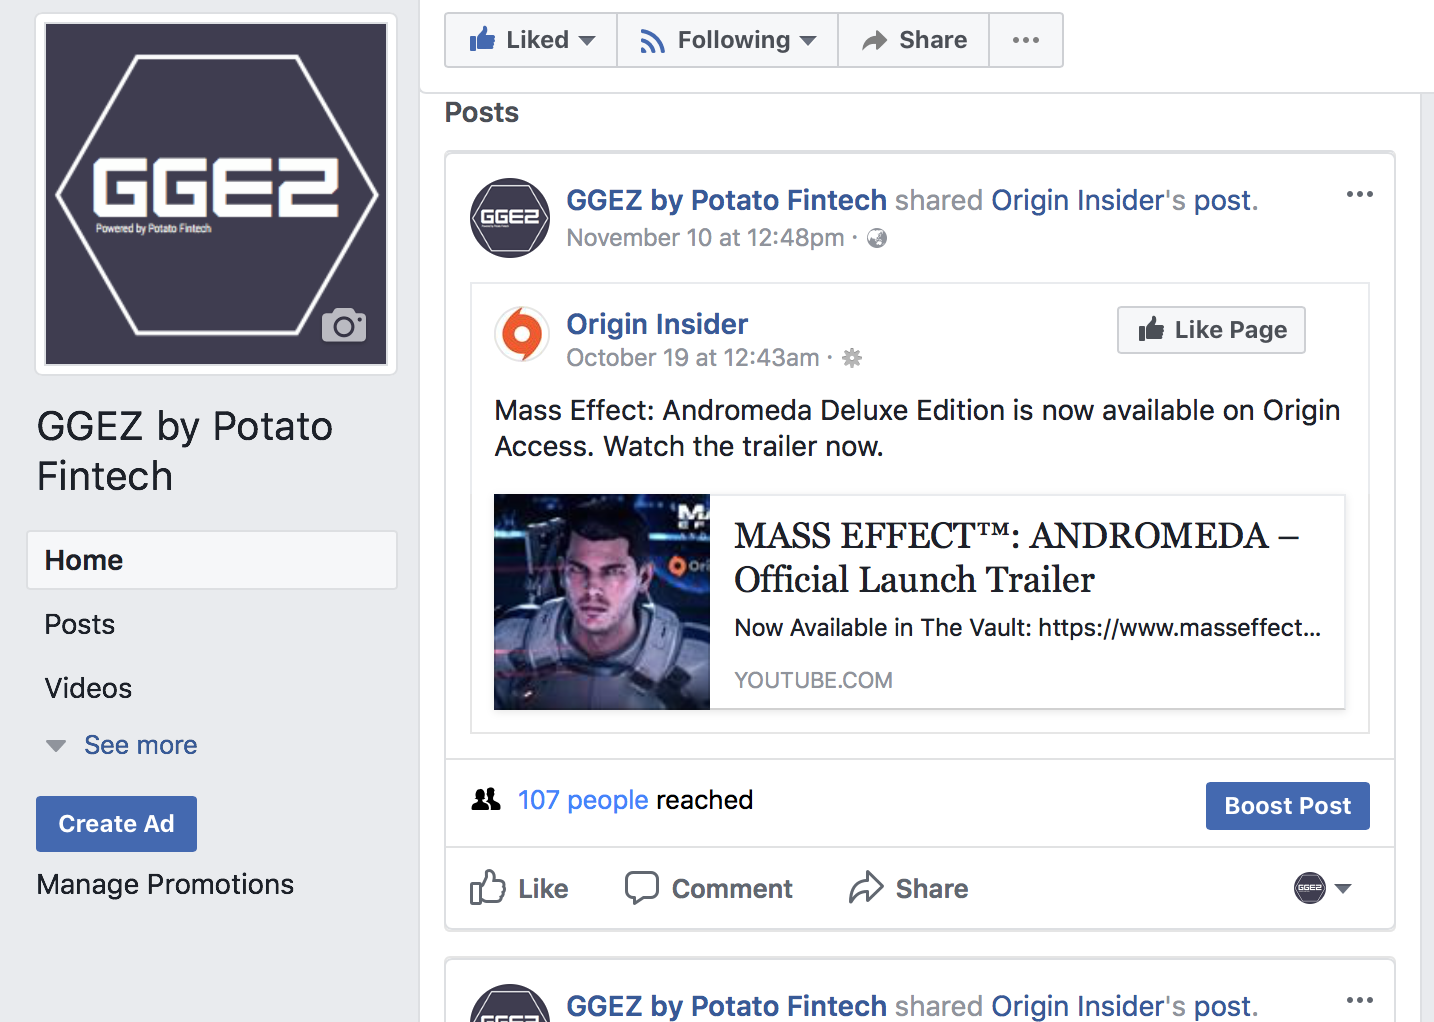 GGEZ
Powered by Potato Fintech
GGEZ by Potato
Fintech
Home
Posts
Videos
See more
Create Ad
Manage Promotions
Liked
Following
Share
Posts
GGEZ
GGEZ by Potato Fintech shared Origin Insider's post.
November 10 at 12:48pm ·
Origin Insider
October 19 at 12:43am ·
Like Page
Mass Effect: Andromeda Deluxe Edition is now available on Origin
Access. Watch the trailer now.
MASS EFFECT™: ANDROMEDA –
Official Launch Trailer
Now Available in The Vault: https://www.masseffect...
YOUTUBE.COM
107 people reached
Boost Post
Like
Comment
Share
GGEZ
GGEZ by Potato Fintech shared Origin Insider's post.